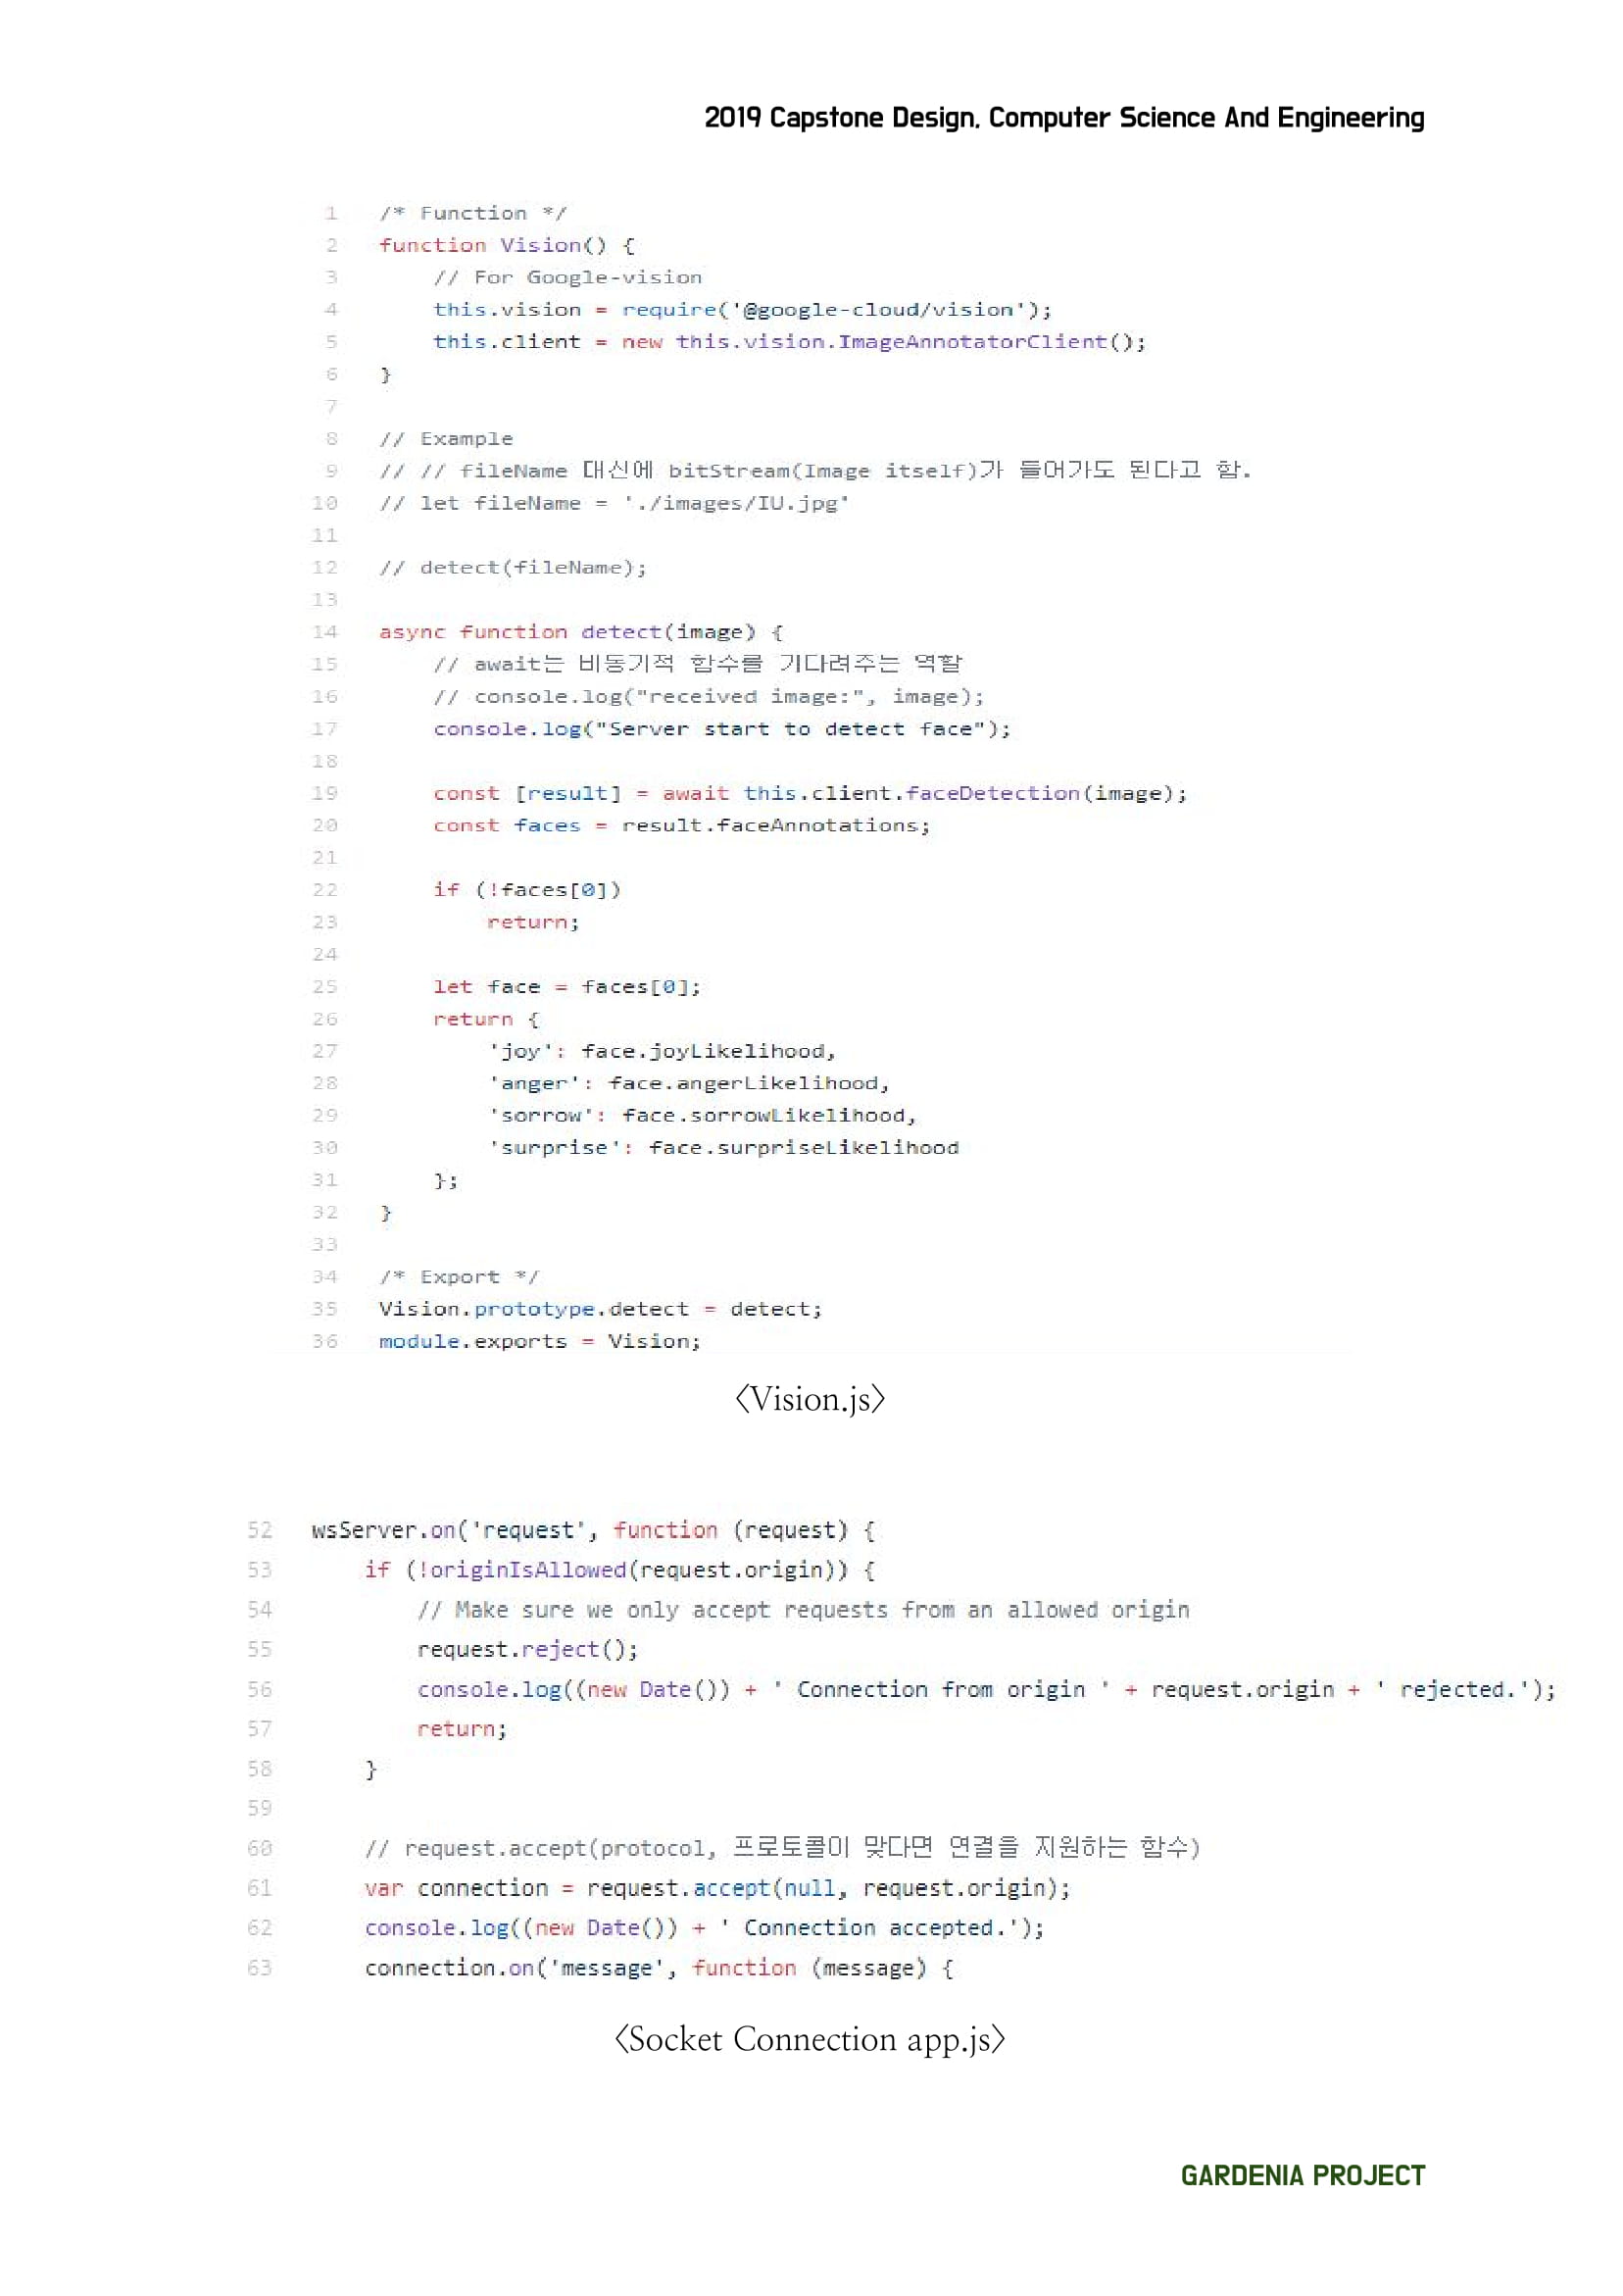 2019 Capstone Design, Computer Science And Engineering
1 /* Function */
2 function Vision() {
3     // For Google-vision
4     this.vision = require('@google-cloud/vision');
5     this.client = new this.vision.ImageAnnotatorClient();
6 }
7
8 // Example
9 // // fileName 대신에 bitStream(Image itself)가 들어가도 된다고 함.
10 // let fileName = './images/IU.jpg'
11
12 // detect(fileName);
13
14 async function detect(image) {
15     // await는 비동기적 함수를 기다려주는 역할
16     // console.log("received image:", image);
17     console.log("Server start to detect face");
18
19     const [result] = await this.client.faceDetection(image);
20     const faces = result.faceAnnotations;
21
22     if (!faces[0])
23         return;
24
25     let face = faces[0];
26     return {
27         'joy': face.joyLikelihood,
28         'anger': face.angerLikelihood,
29         'sorrow': face.sorrowLikelihood,
30         'surprise': face.surpriseLikelihood
31     };
32 }
33
34 /* Export */
35 Vision.prototype.detect = detect;
36 module.exports = Vision;
〈Vision.js〉
52 wsServer.on('request', function (request) {
53     if (!originIsAllowed(request.origin)) {
54         // Make sure we only accept requests from an allowed origin
55         request.reject();
56         console.log((new Date()) + ' Connection from origin ' + request.origin + ' rejected.');
57         return;
58     }
59
60     // request.accept(protocol, 프로토콜이 맞다면 연결을 지원하는 함수)
61     var connection = request.accept(null, request.origin);
62     console.log((new Date()) + ' Connection accepted.');
63     connection.on('message', function (message) {
〈Socket Connection app.js〉
GARDENIA PROJECT